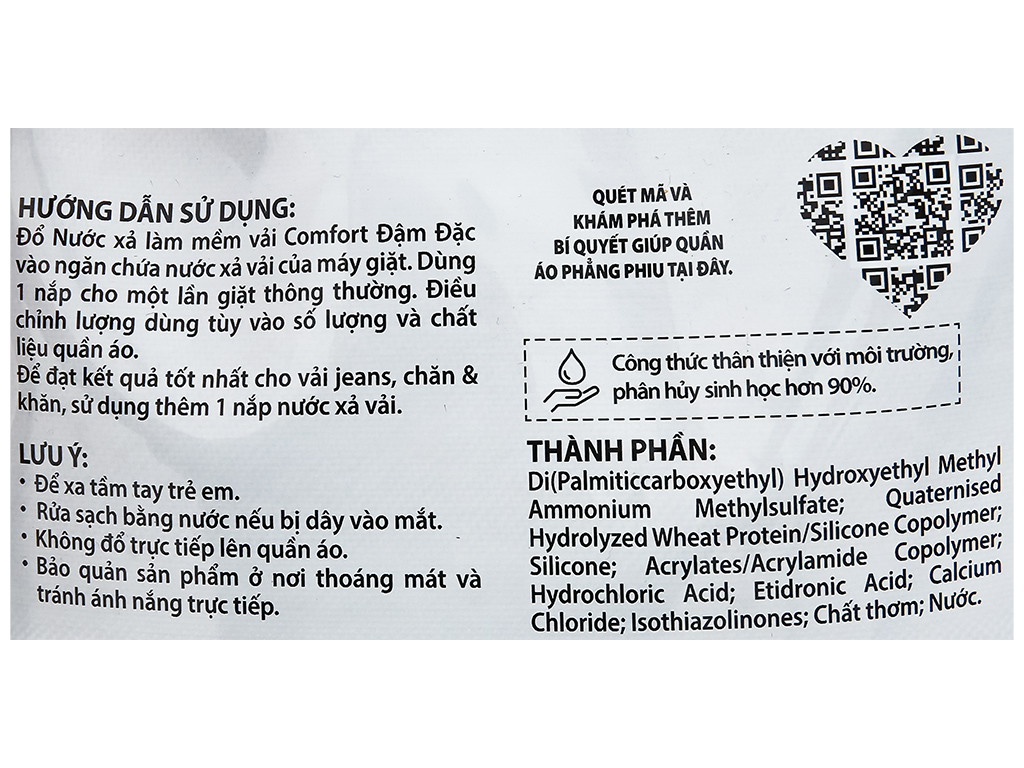 HƯỚNG DẪN SỬ DỤNG:
Đổ Nước xả làm mềm vải Comfort Đậm Đặc
vào ngăn chứa nước xả vải của máy giặt. Dùng
1 nắp cho một lần giặt thông thường. Điều
chỉnh lượng dùng tùy vào số lượng và chất
liệu quần áo.
Để đạt kết quả tốt nhất cho vải jeans, chăn &
khăn, sử dụng thêm 1 nắp nước xả vải.
LƯU Ý:
• Để xa tầm tay trẻ em.
• Rửa sạch bằng nước nếu bị dây vào mắt.
• Không đổ trực tiếp lên quần áo.
• Bảo quản sản phẩm ở nơi thoáng mát và
tránh ánh nắng trực tiếp.
QUÉT MÃ VÀ
KHÁM PHÁ THÊM
BÍ QUYẾT GIÚP QUẦN
ÁO PHẲNG PHIU TẠI ĐÂY.
Công thức thân thiện với môi trường,
phân hủy sinh học hơn 90%.
THÀNH PHẦN:
Di(Palmiticcarboxyethyl) Hydroxyethyl Methyl
Ammonium Methylsulfate; Quaternised
Hydrolyzed Wheat Protein/Silicone Copolymer;
Silicone; Acrylates/Acrylamide Copolymer;
Hydrochloric Acid; Etidronic Acid; Calcium
Chloride; Isothiazolinones; Chất thơm; Nước.